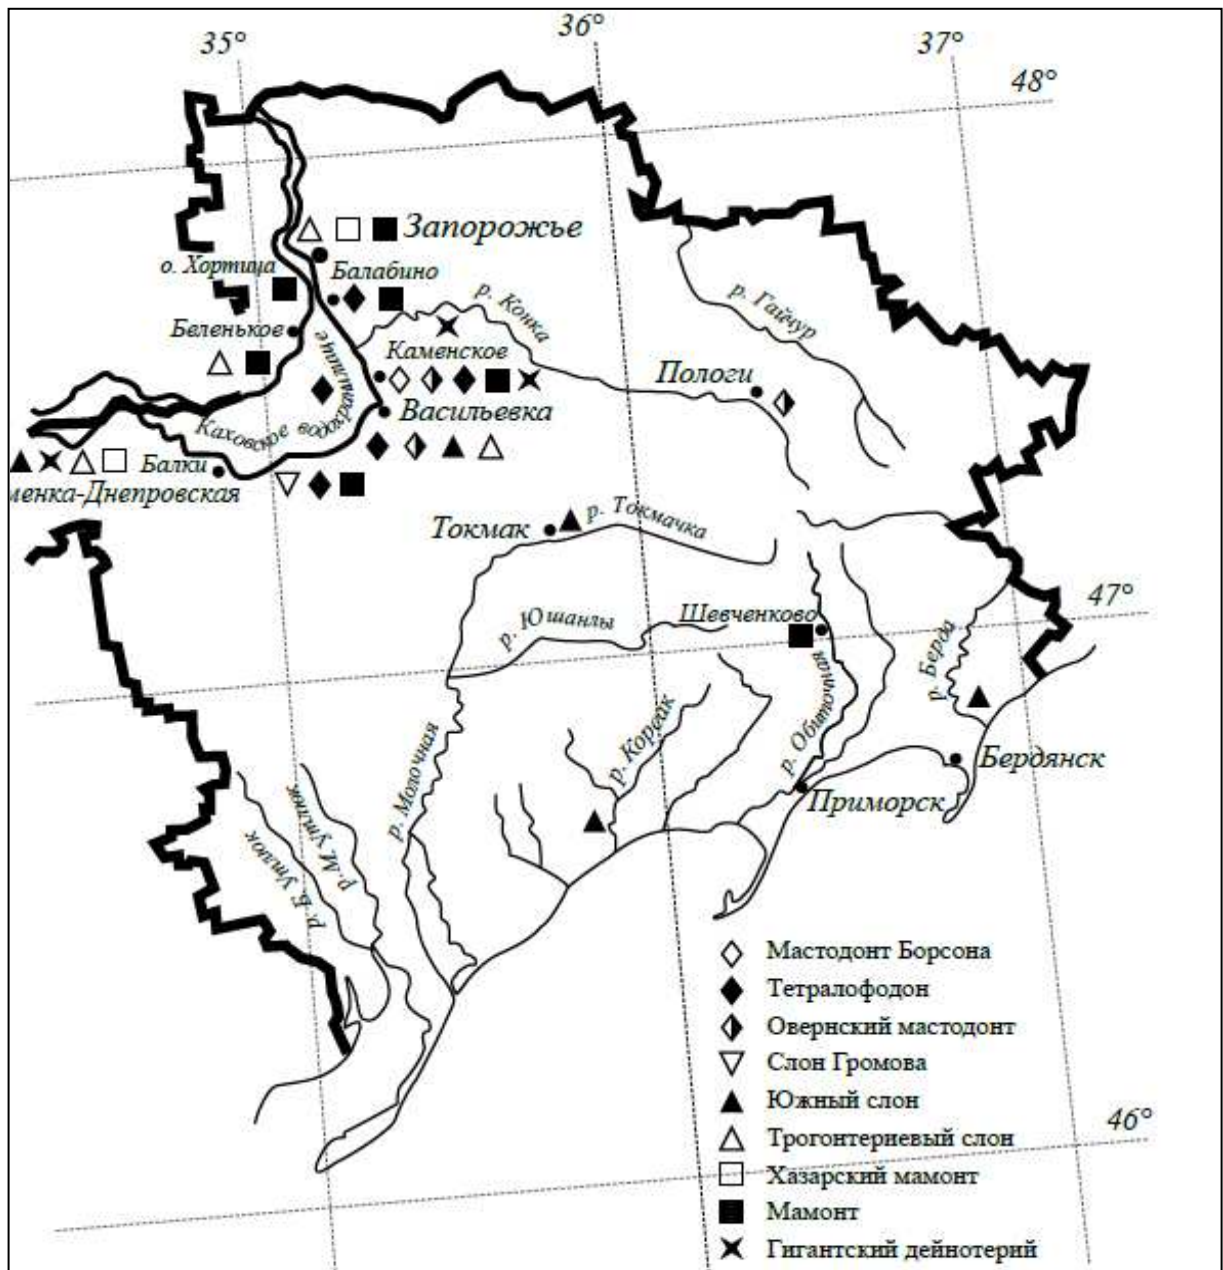 35°
36°
37°
48°
Запорожье
о. Хортица
Балабино
р. Конка
р. Гайчур
Беленькое
Каменское
Пологи
Васильевка
Каховское водохранилище
Балки
менка-Днепровская
Токмак
р. Токмачка
47°
Шевченково
р. Юшанлы
р. Берда
р. Обиточная
р. Корсак
р. Молочная
Бердянск
Приморск
р. М. Утлюк
р. Б. Утлюк
Мастодонт Борсона
Тетралофодон
Овернский мастодонт
Слон Громова
Южный слон
46°
Трогонтериевый слон
Хазарский мамонт
Мамонт
Гигантский дейнотерий